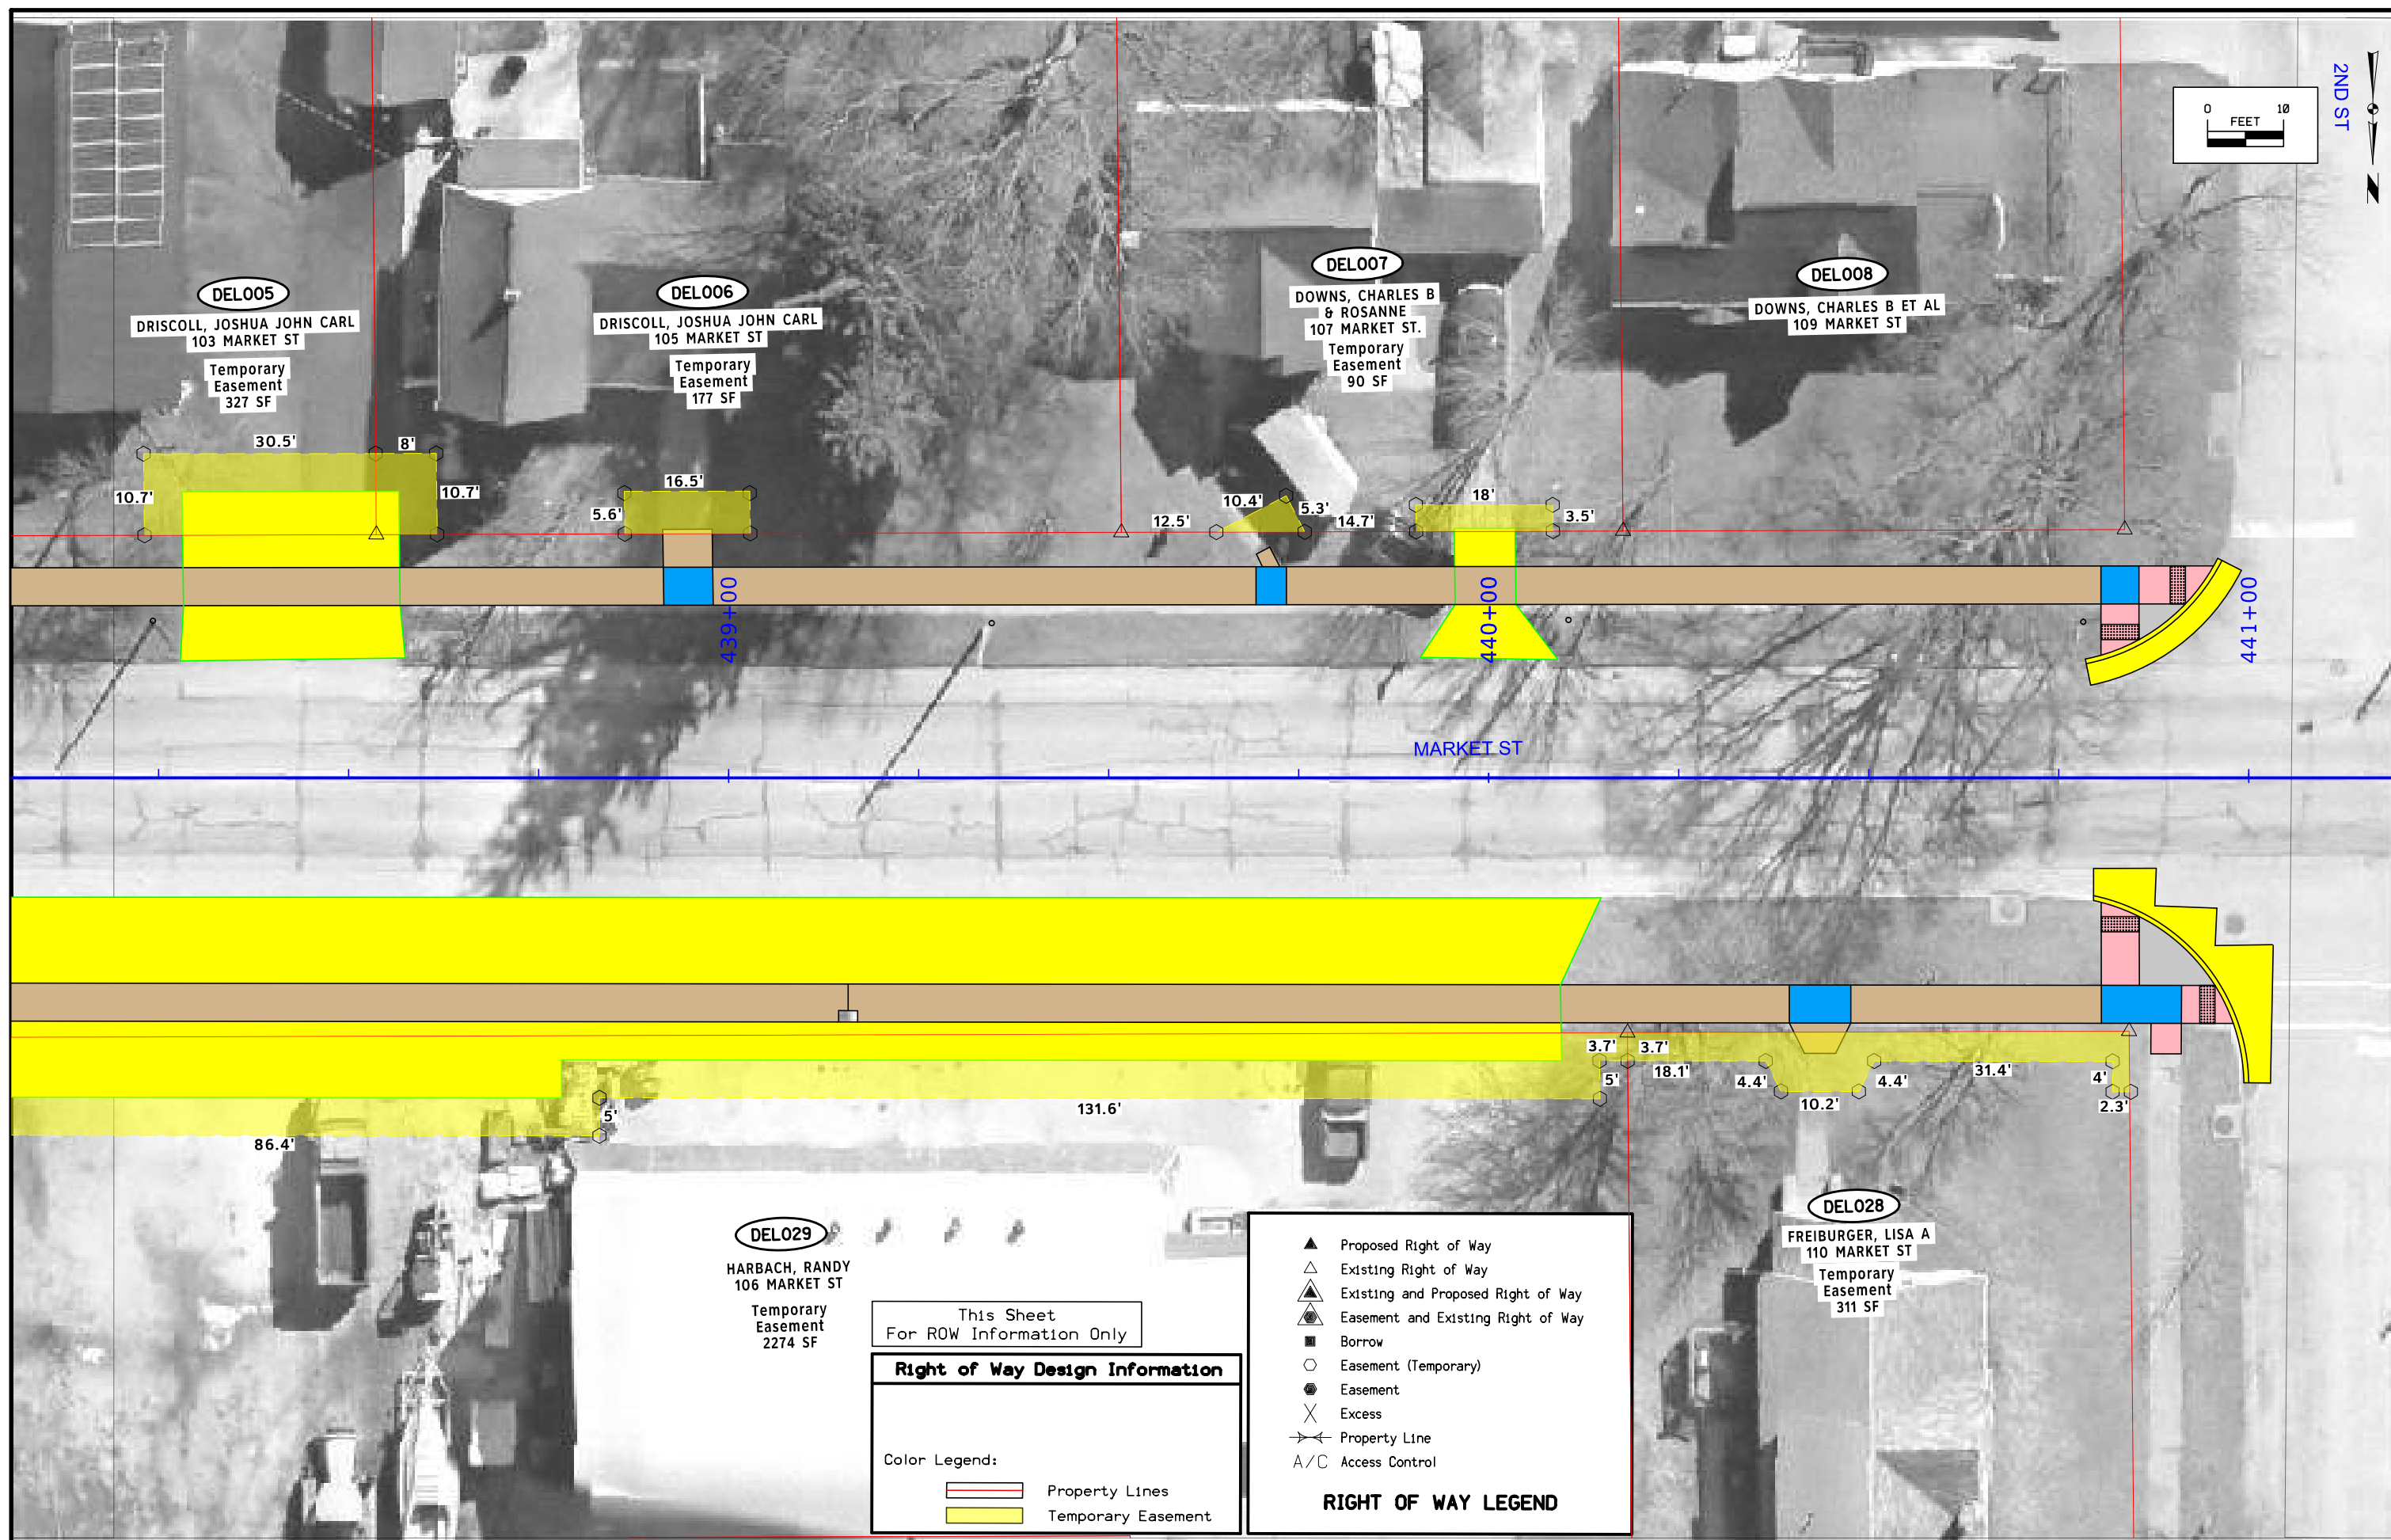 2ND ST
0 10
FEET
N
DEL005
DRISCOLL, JOSHUA JOHN CARL
103 MARKET ST
Temporary
Easement
327 SF
DEL006
DRISCOLL, JOSHUA JOHN CARL
105 MARKET ST
Temporary
Easement
177 SF
DEL007
DOWNS, CHARLES B
& ROSANNE
107 MARKET ST.
Temporary
Easement
90 SF
DEL008
DOWNS, CHARLES B ET AL
109 MARKET ST
30.5'
8'
10.7'
10.7'
16.5'
5.6'
12.5'
10.4'
5.3'
14.7'
18'
3.5'
439+00
440+00
441+00
MARKET ST
3.7'
3.7'
5'
18.1'
4.4'
10.2'
4.4'
31.4'
4'
2.3'
5'
131.6'
86.4'
DEL029
HARBACH, RANDY
106 MARKET ST
Temporary
Easement
2274 SF
DEL028
FREIBURGER, LISA A
110 MARKET ST
Temporary
Easement
311 SF
This Sheet
For ROW Information Only
Right of Way Design Information
Color Legend:
Property Lines
Temporary Easement
Proposed Right of Way
Existing Right of Way
Existing and Proposed Right of Way
Easement and Existing Right of Way
Borrow
Easement (Temporary)
Easement
Excess
Property Line
A/C Access Control
RIGHT OF WAY LEGEND